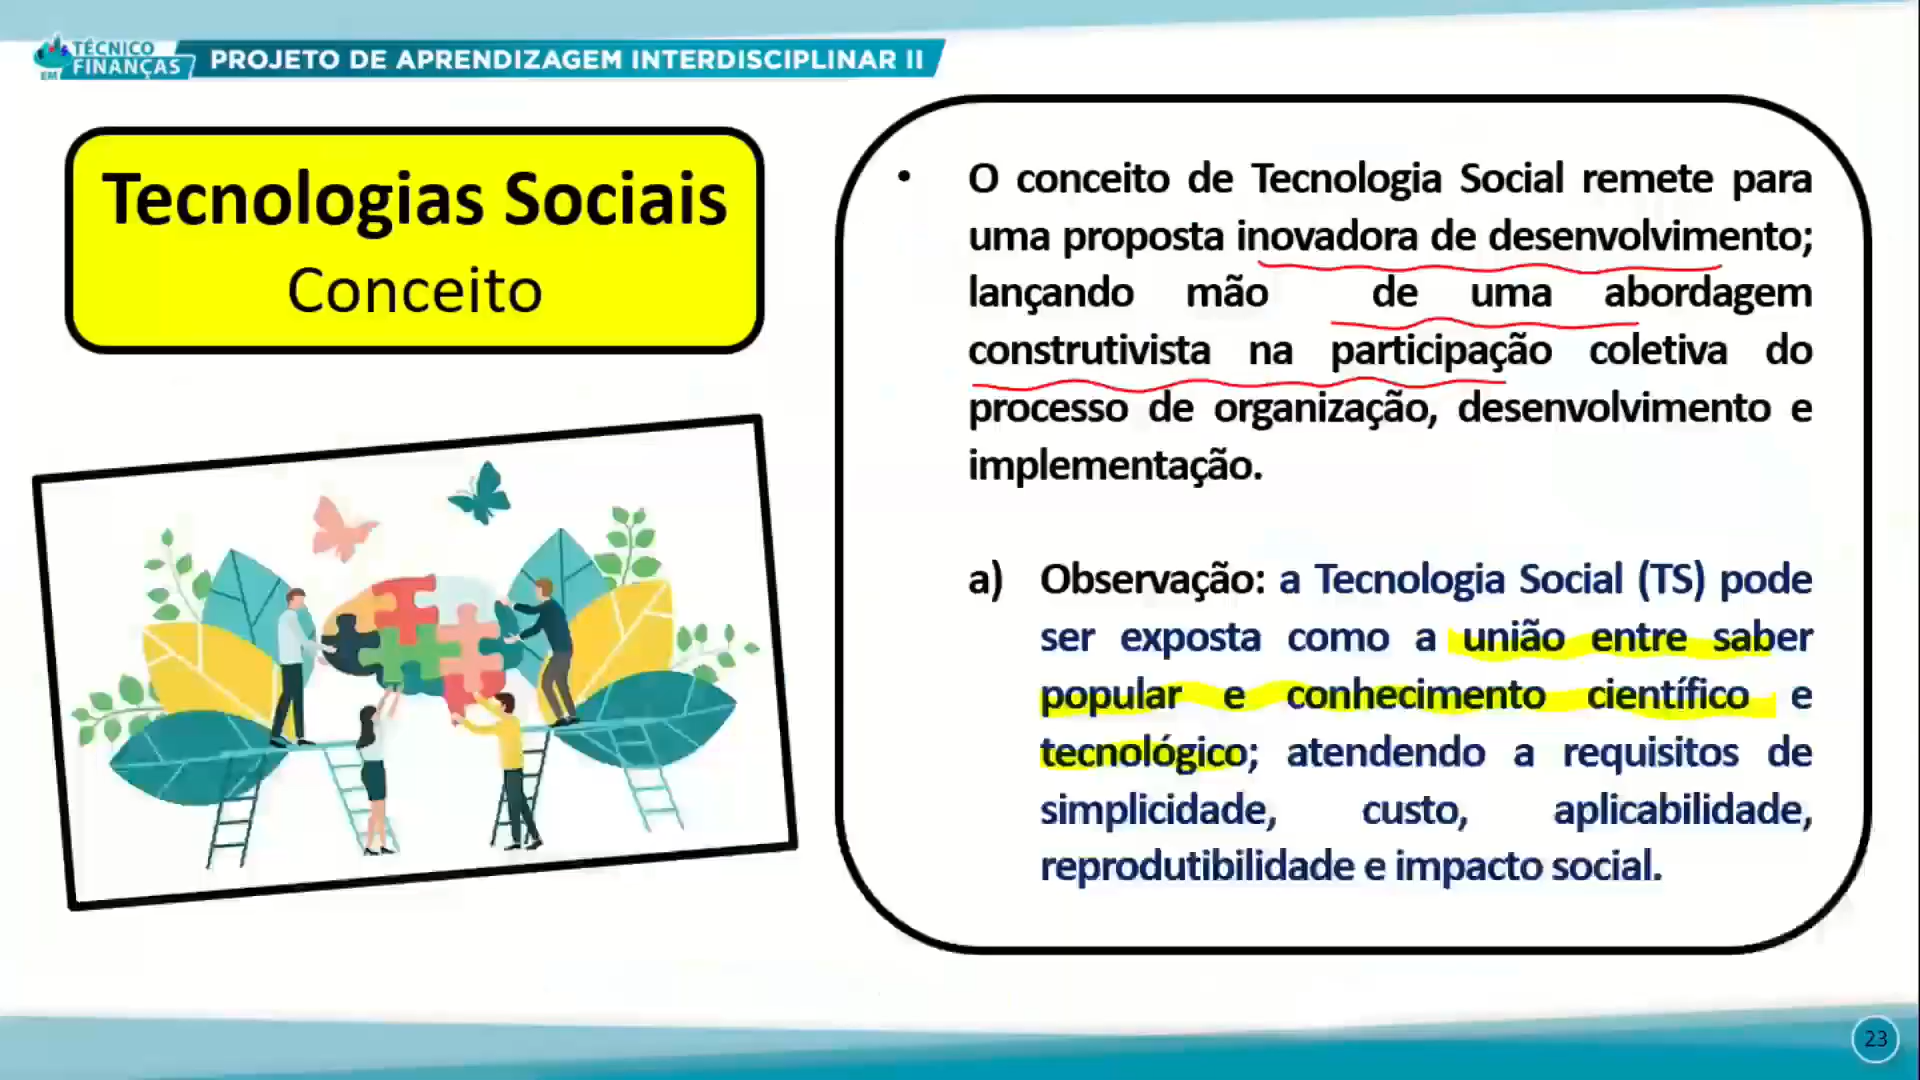 TÉCNICO
EM FINANÇAS
PROJETO DE APRENDIZAGEM INTERDISCIPLINAR II
Tecnologias Sociais
Conceito
• O conceito de Tecnologia Social remete para
uma proposta inovadora de desenvolvimento;
lançando mão de uma abordagem
construtivista na participação coletiva do
processo de organização, desenvolvimento e
implementação.
a) Observação: a Tecnologia Social (TS) pode
ser exposta como a união entre saber
popular e conhecimento científico e
tecnológico; atendendo a requisitos de
simplicidade, custo, aplicabilidade,
reprodutibilidade e impacto social.
23